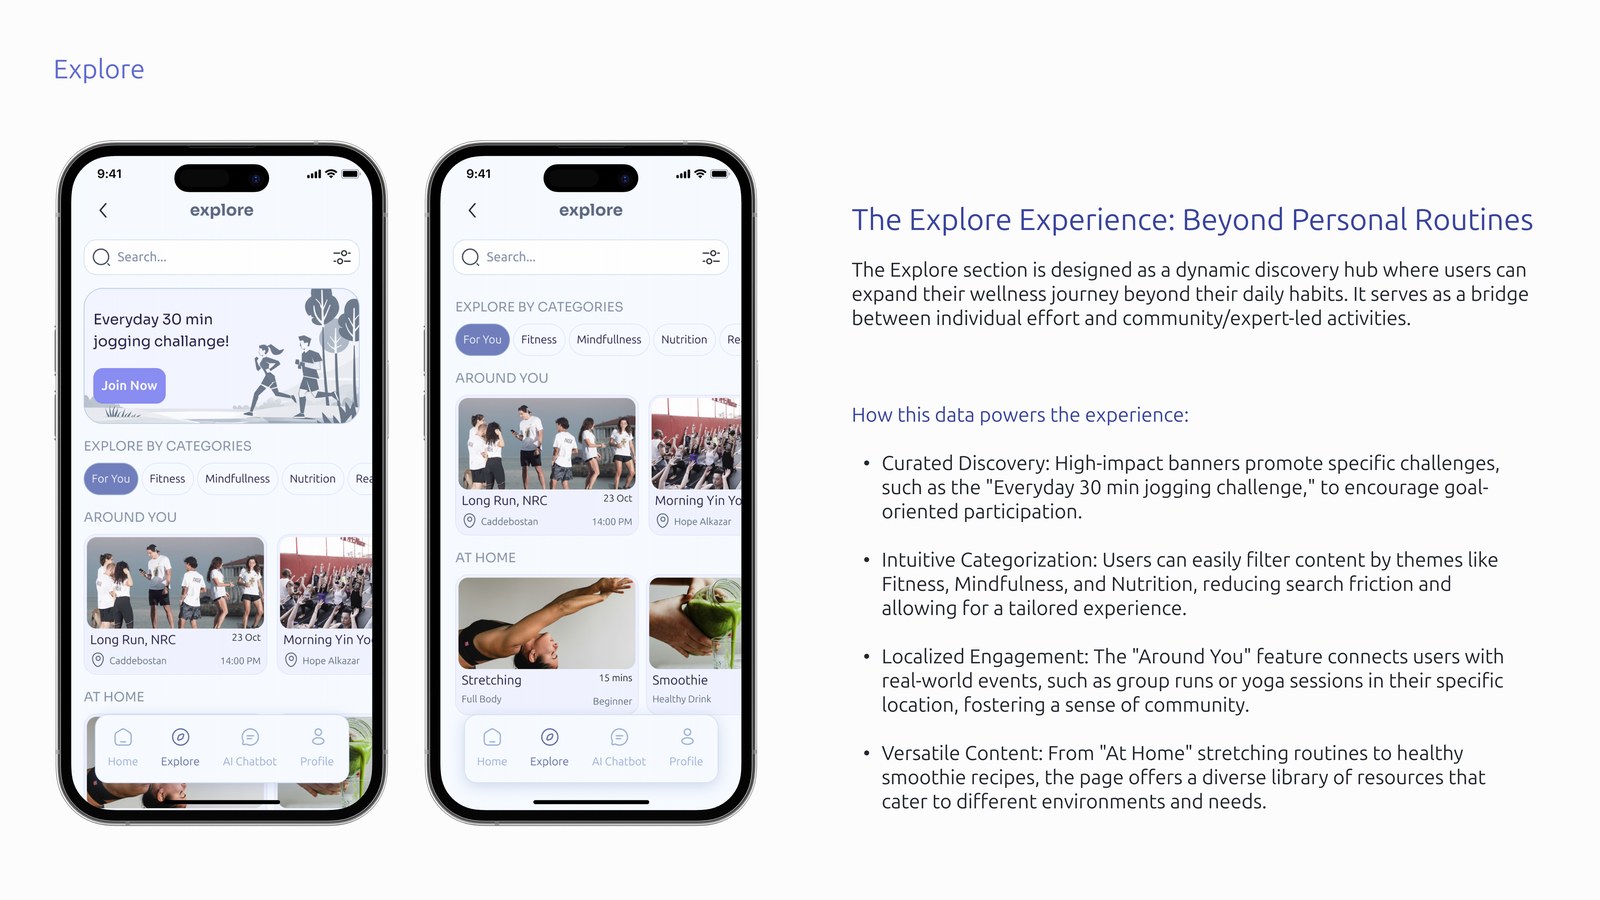 Explore
9:41
explore
Search...
Everyday 30 min
jogging challange!
Join Now
EXPLORE BY CATEGORIES
For You Fitness Mindfullness Nutrition Rea
AROUND YOU
Long Run, NRC 23 Oct
Caddebostan 14:00 PM
Morning Yin Yo
Hope Alkazar
AT HOME
Home Explore AI Chatbot Profile
9:41
explore
Search...
EXPLORE BY CATEGORIES
For You Fitness Mindfullness Nutrition Re
AROUND YOU
Long Run, NRC 23 Oct
Caddebostan 14:00 PM
Morning Yin Yo
Hope Alkazar
AT HOME
Stretching 15 mins
Full Body Beginner
Smoothie
Healthy Drink
Home Explore AI Chatbot Profile
The Explore Experience: Beyond Personal Routines
The Explore section is designed as a dynamic discovery hub where users can
expand their wellness journey beyond their daily habits. It serves as a bridge
between individual effort and community/expert-led activities.
How this data powers the experience:
• Curated Discovery: High-impact banners promote specific challenges,
such as the "Everyday 30 min jogging challenge," to encourage goal-
oriented participation.
• Intuitive Categorization: Users can easily filter content by themes like
Fitness, Mindfulness, and Nutrition, reducing search friction and
allowing for a tailored experience.
• Localized Engagement: The "Around You" feature connects users with
real-world events, such as group runs or yoga sessions in their specific
location, fostering a sense of community.
• Versatile Content: From "At Home" stretching routines to healthy
smoothie recipes, the page offers a diverse library of resources that
cater to different environments and needs.